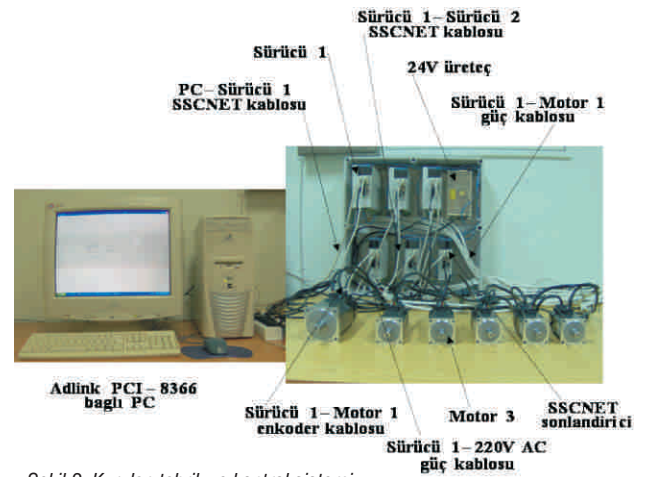 Sürücü 1–Sürücü 2
SSCNET kablosu
Sürücü 1
24V üreteç
PC–Sürücü 1
SSCNET kablosu
Sürücü 1–Motor 1
güç kablosu
Adlink PCI–8366
baglı PC
Sürücü 1–Motor 1
enkoder kablosu
Motor 3
SSCNET
sonlandirici
Sürücü 1–220V AC
güç kablosu